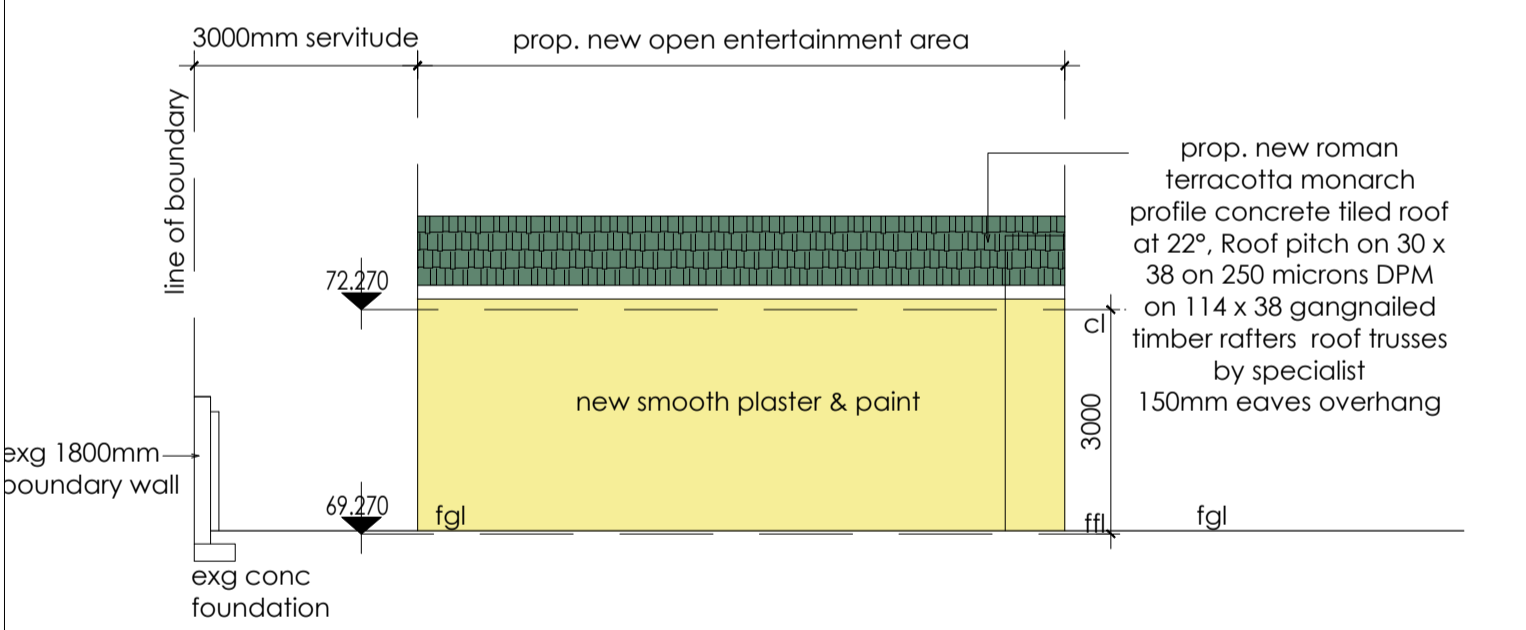 3000mm servitude
prop. new open entertainment area
line of boundary
prop. new roman
terracotta monarch
profile concrete tiled roof
at 22°, Roof pitch on 30 x
38 on 250 microns DPM
on 114 x 38 gangnailed
timber rafters roof trusses
by specialist
150mm eaves overhang
72.270
cl
new smooth plaster & paint
3000
exg 1800mm
boundary wall
69.270
fgl
ffl
fgl
exg conc
foundation